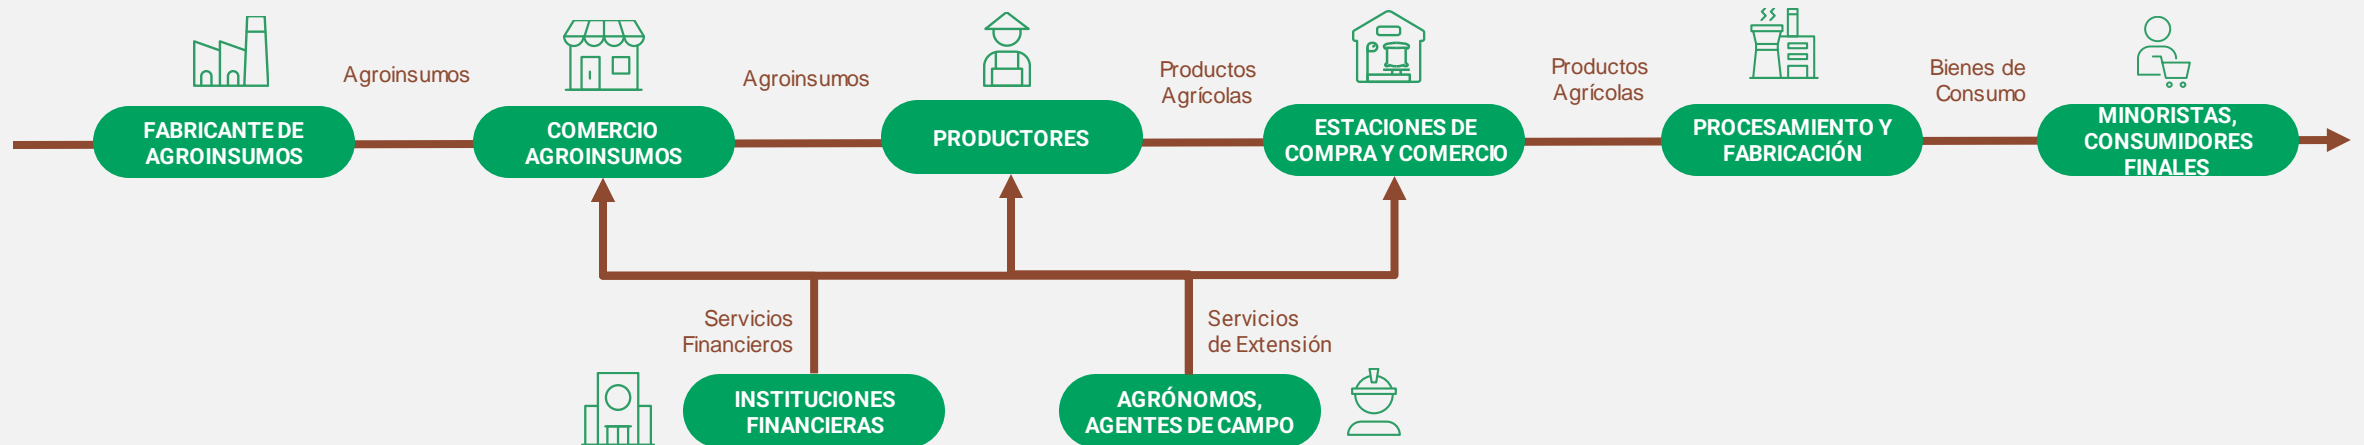 Agroinsumos
Agroinsumos
Productos
Agrícolas
Productos
Agrícolas
Bienes de
Consumo
FABRICANTE DE
AGROINSUMOS
COMERCIO
AGROINSUMOS
PRODUCTORES
ESTACIONES DE
COMPRA Y COMERCIO
PROCESAMIENTO Y
FABRICACIÓN
MINORISTAS,
CONSUMIDORES
FINALES
Servicios
Financieros
Servicios
de Extensión
INSTITUCIONES
FINANCIERAS
AGRÓNOMOS,
AGENTES DE CAMPO